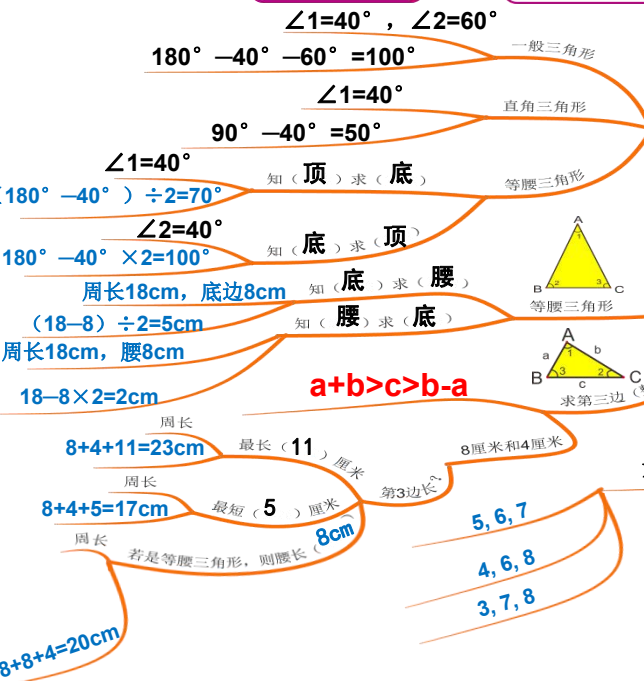 ∠1=40°，∠2=60°
一般三角形
180°—40°—60°=100°
∠1=40°
直角三角形
90°—40°=50°
∠1=40°
知（顶）求（底）
等腰三角形
（180°—40°）÷2=70°
∠2=40°
知（底）求（顶）
180°—40°×2=100°
A
1
B 2 3 C
等腰三角形
周长18cm，底边8cm
知（底）求（腰）
（18—8）÷2=5cm
知（腰）求（底）
周长18cm，腰8cm
18—8×2=2cm
A
a 1 b
B 3 2 C
c
求第三边（
a+b>c>b-a
8厘米和4厘米
第3边长?
周长
8+4+11=23cm
最长（11）厘米
周长
8+4+5=17cm
最短（5）厘米
周长
若是等腰三角形，则腰长（8cm）
8+8+4=20cm
5, 6, 7
4, 6, 8
3, 7, 8